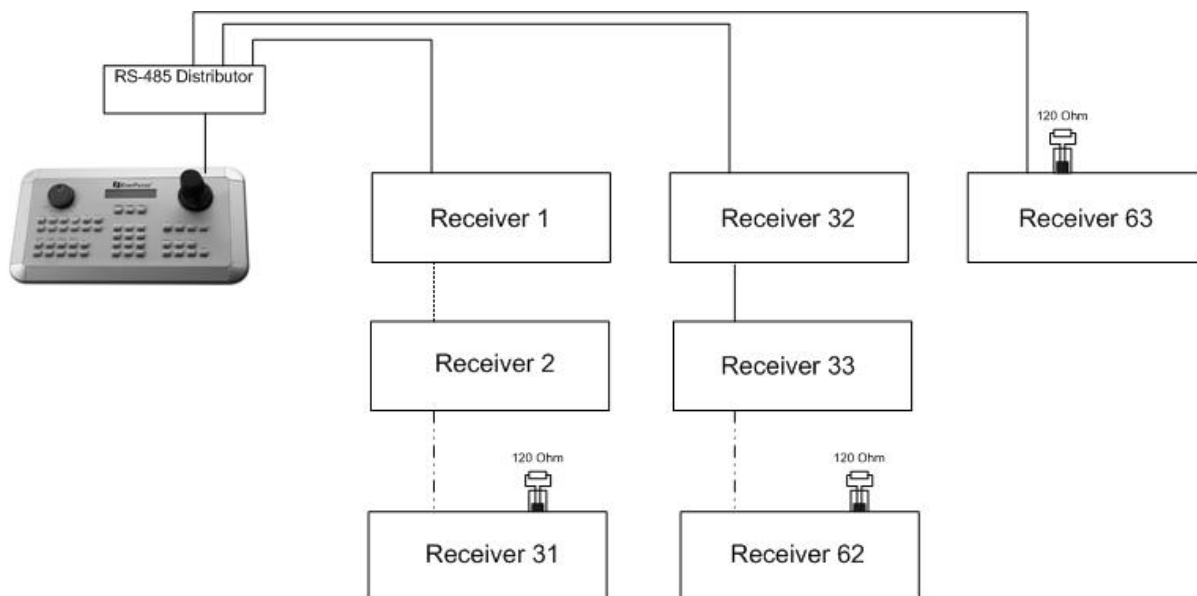 RS-485 Distributor
120 Ohm
EverFocus
Receiver 1
Receiver 32
Receiver 63
Receiver 2
Receiver 33
120 Ohm
120 Ohm
Receiver 31
Receiver 62